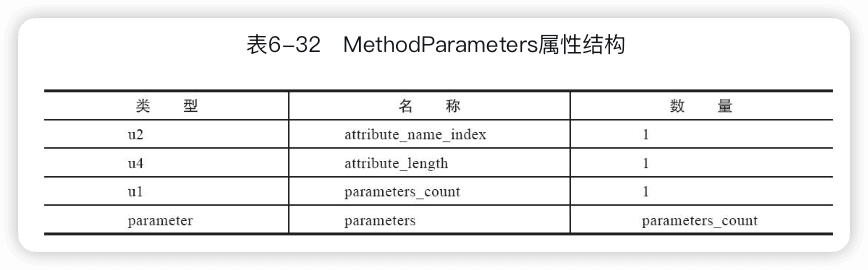 表6-32 MethodParameters属性结构
类 型 名 称 数 量
u2 attribute_name_index 1
u4 attribute_length 1
u1 parameters_count 1
parameter parameters parameters_count